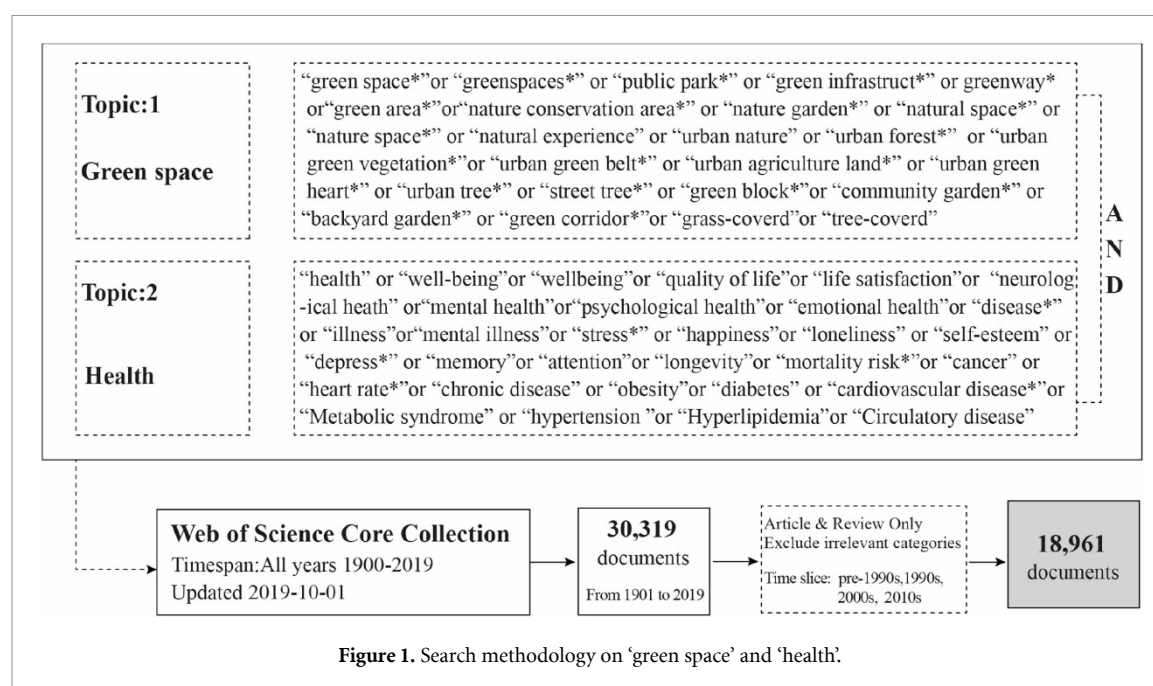 Topic:1
Green space
“green space*”or “greenspaces*” or “public park*” or “green infrastruct*” or greenway*
or“green area*”or“nature conservation area*” or “nature garden*” or “natural space*” or
“nature space*” or “natural experience” or “urban nature” or “urban forest*” or “urban
green vegetation*”or “urban green belt*” or “urban agriculture land*” or “urban green
heart*” or “urban tree*” or “street tree*” or “green block*”or “community garden*” or
“backyard garden*” or “green corridor*”or “grass-coverd”or “tree-coverd”
AND
Topic:2
Health
“health” or “well-being”or “wellbeing”or “quality of life”or “life satisfaction”or “neurolog
-ical heath” or“mental health”or“psychological health”or “emotional health”or “disease*”
or “illness”or“mental illness”or “stress*” or “happiness”or “loneliness” or “self-esteem” or
“depress*” or “memory”or “attention”or “longevity”or “mortality risk*”or “cancer” or
“heart rate*”or “chronic disease” or “obesity”or “diabetes” or “cardiovascular disease*”or
“Metabolic syndrome” or “hypertension ”or “Hyperlipidemia”or “Circulatory disease”
Web of Science Core Collection
Timespan:All years 1900-2019
Updated 2019-10-01
30,319
documents
From 1901 to 2019
Article & Review Only
Exclude irrelevant categories
Time slice: pre-1990s,1990s,
2000s, 2010s
18,961
documents
Figure 1. Search methodology on ‘green space’ and ‘health’.